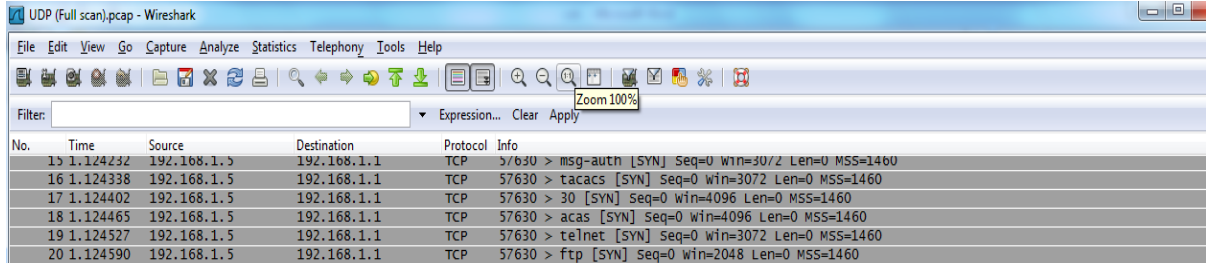 UDP (Full scan).pcap - Wireshark
File Edit View Go Capture Analyze Statistics Telephony Tools Help
Zoom 100%
Filter: Expression... Clear Apply
No. Time Source Destination Protocol Info
15 1.124232 192.168.1.5 192.168.1.1 TCP 57630 > msg-auth [SYN] Seq=0 Win=3072 Len=0 MSS=1460
16 1.124338 192.168.1.5 192.168.1.1 TCP 57630 > tacacs [SYN] Seq=0 Win=3072 Len=0 MSS=1460
17 1.124402 192.168.1.5 192.168.1.1 TCP 57630 > 30 [SYN] Seq=0 Win=4096 Len=0 MSS=1460
18 1.124465 192.168.1.5 192.168.1.1 TCP 57630 > acas [SYN] Seq=0 Win=4096 Len=0 MSS=1460
19 1.124527 192.168.1.5 192.168.1.1 TCP 57630 > telnet [SYN] Seq=0 Win=3072 Len=0 MSS=1460
20 1.124590 192.168.1.5 192.168.1.1 TCP 57630 > ftp [SYN] Seq=0 Win=2048 Len=0 MSS=1460